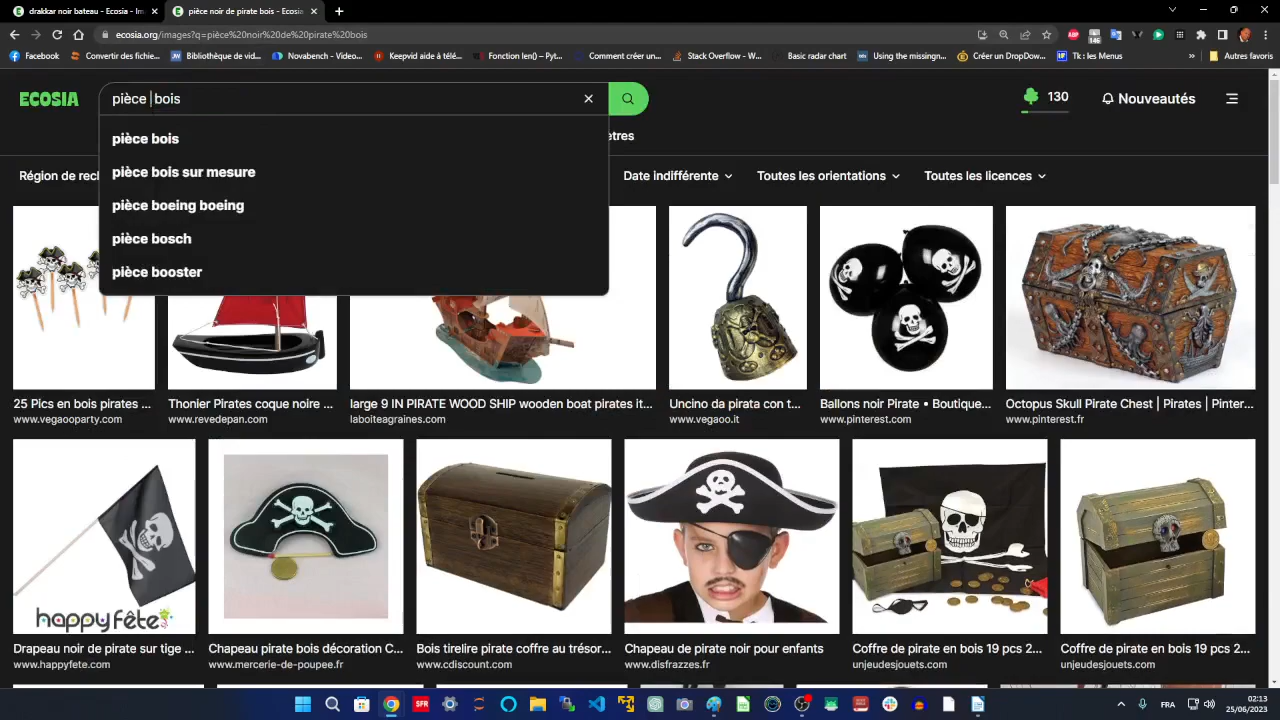 drakkar noir bateau - Ecosia - Im
pièce noir de pirate bois - Ecosi
ecosia.org/images?q=pièce%20noir%20de%20pirate%20bois
Facebook
Convertir des fichier...
Bibliothèque de vid...
Novabench - Video...
Keepvid aide à télé...
Fonction len() – Pyt...
Comment créer un...
Stack Overflow - W...
Basic radar chart
Using the missingn...
Créer un DropDow...
Tk : les Menus
»
Autres favoris
ECOSIA
pièce bois
130
Nouveautés
pièce bois
pièce bois sur mesure
pièce boeing boeing
pièce bosch
pièce booster
ètres
Région de rech
Date indifférente
Toutes les orientations
Toutes les licences
25 Pics en bois pirates ...
www.vegaooparty.com
Thonier Pirates coque noire ...
www.revedepan.com
large 9 IN PIRATE WOOD SHIP wooden boat pirates it...
laboiteagraines.com
Uncino da pirata con t...
www.vegaoo.it
Ballons noir Pirate • Boutique...
www.pinterest.com
Octopus Skull Pirate Chest | Pirates | Pinter...
www.pinterest.fr
happyfête
Drapeau noir de pirate sur tige ...
www.happyfete.com
Chapeau pirate bois décoration C...
www.mercerie-de-poupee.fr
Bois tirelire pirate coffre au trésor...
www.cdiscount.com
Chapeau de pirate noir pour enfants
www.disfrazzes.fr
Coffre de pirate en bois 19 pcs 2...
unjeudesjouets.com
Coffre de pirate en bois 19 pcs 2...
unjeudesjouets.com
SFR
FRA
02:13
25/06/2023